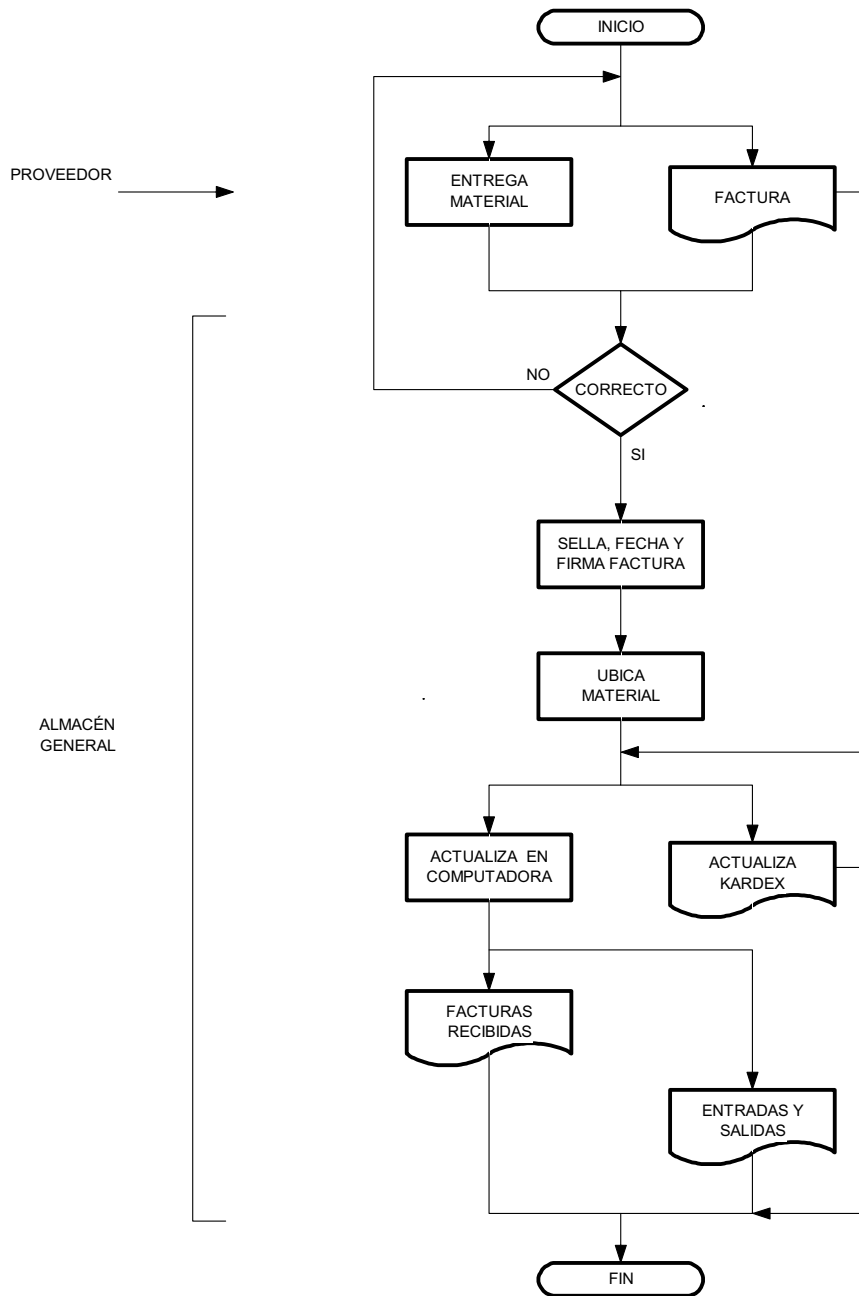 INICIO
PROVEEDOR
ENTREGA
MATERIAL
FACTURA
NO
CORRECTO
SI
SELLA, FECHA Y
FIRMA FACTURA
UBICA
MATERIAL
ALMACÉN
GENERAL
ACTUALIZA EN
COMPUTADORA
ACTUALIZA
KARDEX
FACTURAS
RECIBIDAS
ENTRADAS Y
SALIDAS
FIN